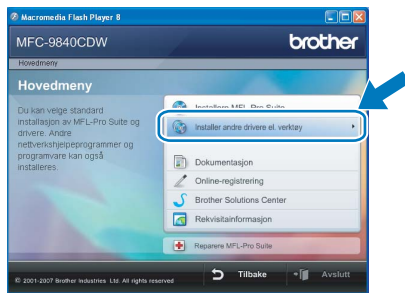 Macromedia Flash Player 8
MFC-9840CDW
brother
Hovedmeny
Hovedmeny
Du kan velge standard
installasjon av MFL-Pro Suite og
drivere. Andre
nettverkshjelpeprogrammer og
programvare kan også
installeres.
Installere MFL-Pro Suite
Installer andre drivere el. verktøy
Dokumentasjon
Online-registrering
Brother Solutions Center
Rekvisitainformasjon
Reparere MFL-Pro Suite
© 2001-2007 Brother Industries Ltd. All rights reserved
Tilbake
Avslutt